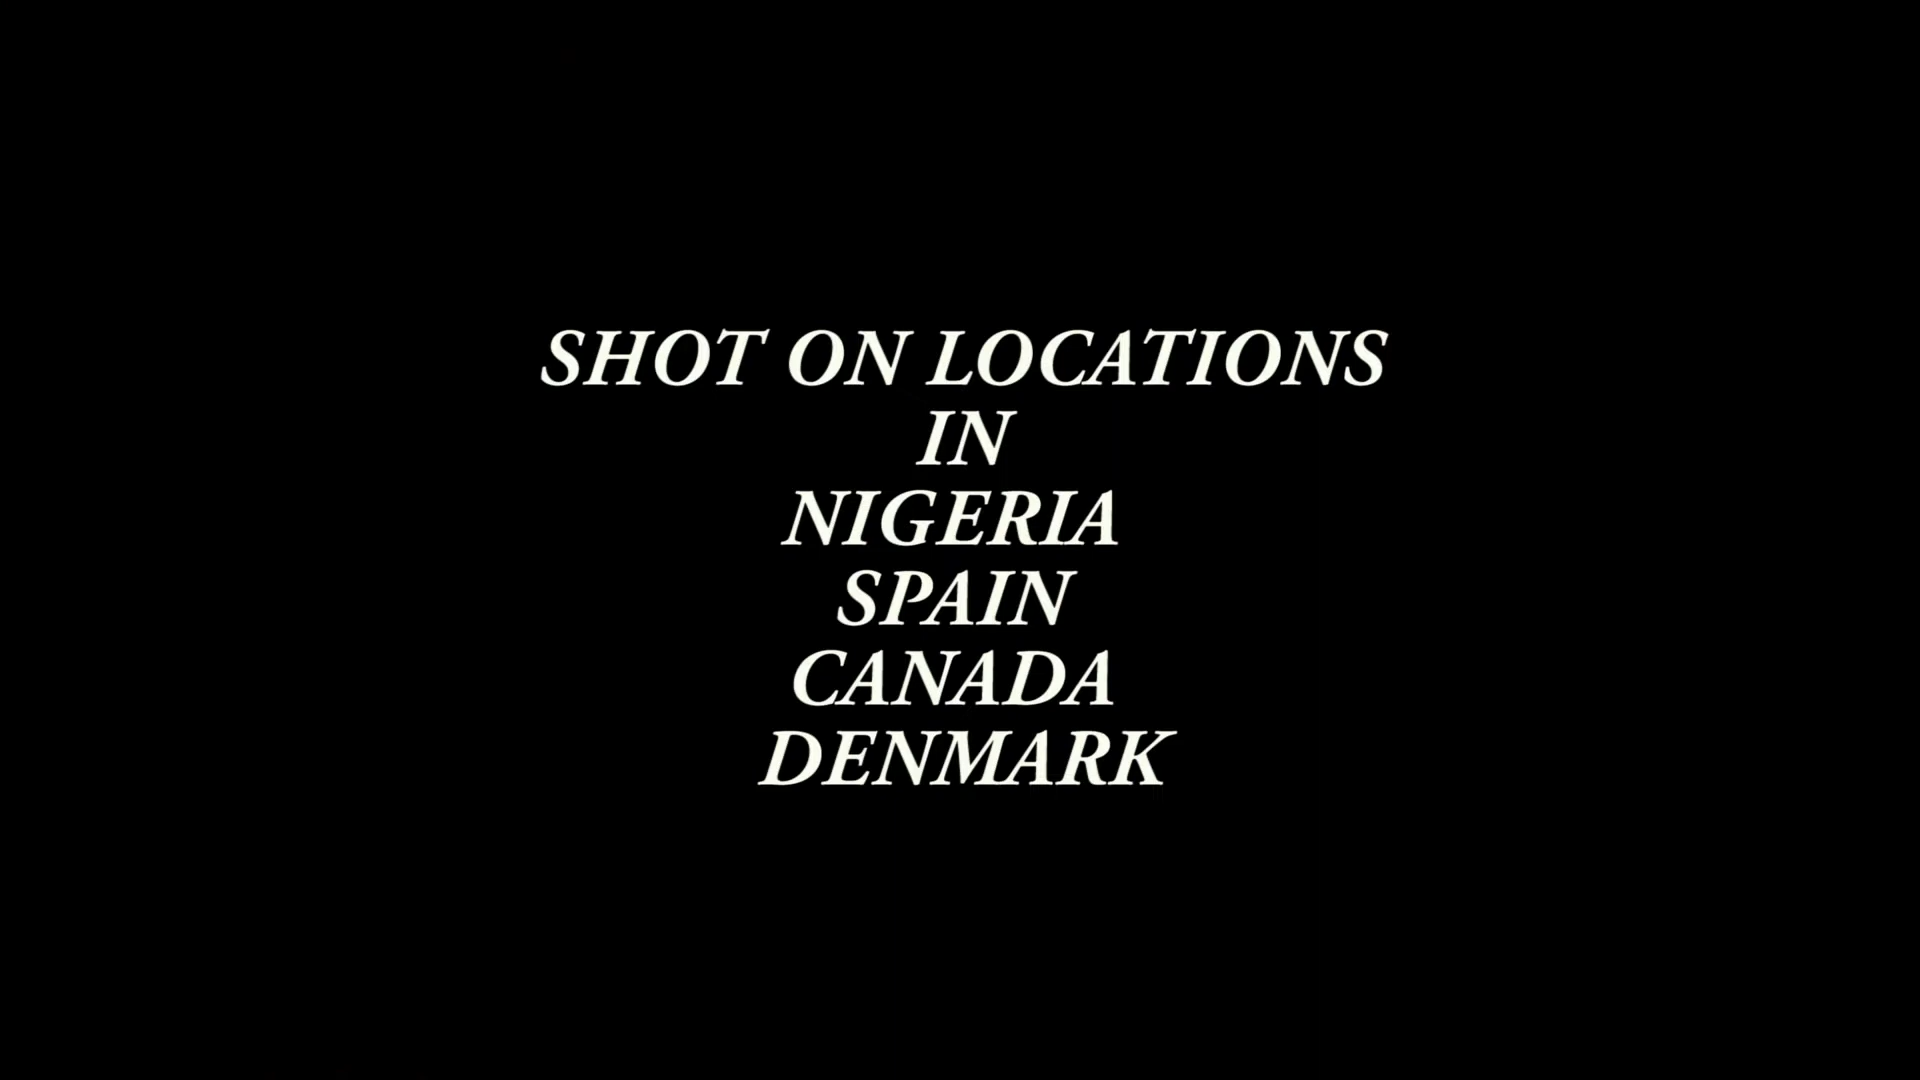 SHOT ON LOCATIONS
IN
NIGERIA
SPAIN
CANADA
DENMARK